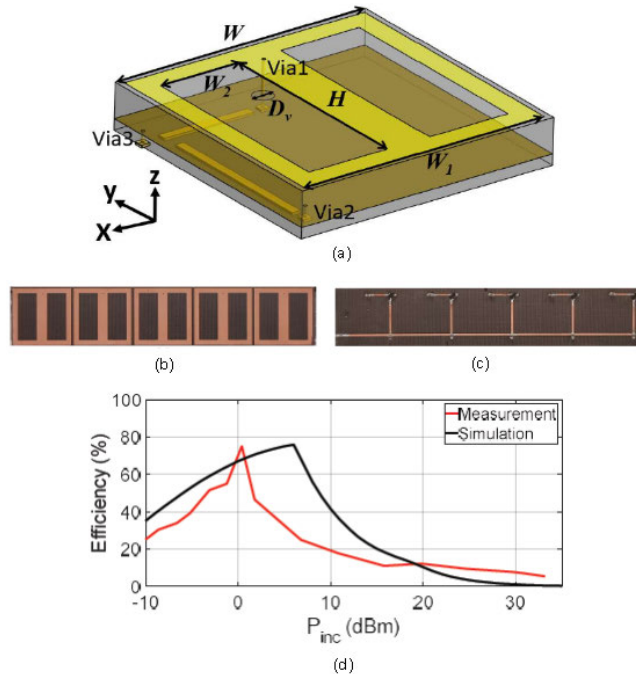 W
Via1
W2
H
Dv
Via3
W1
z
y
x
Via2
(a)
(b)
(c)
100
Measurement
Simulation
80
60
40
20
0
Efficiency (%)
-10
0
10
20
30
Pinc (dBm)
(d)